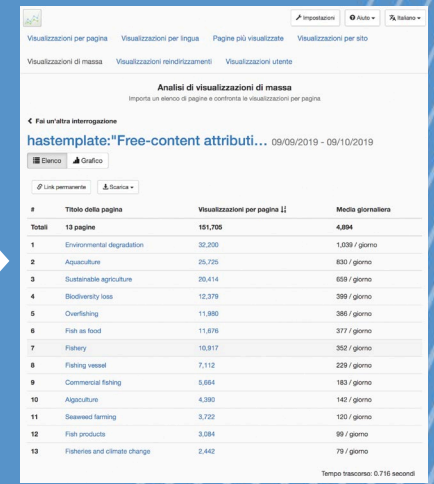 Impostazioni Aiuto Italiano
Visualizzazioni per pagina Visualizzazioni per lingua Pagine più visualizzate Visualizzazioni per sito
Visualizzazioni di massa Visualizzazioni reindirizzamenti Visualizzazioni utente
Analisi di visualizzazioni di massa
Importa un elenco di pagine e confronta le visualizzazioni per pagina
Fai un'altra interrogazione
hastemplate:"Free-content attributi... 09/09/2019 - 09/10/2019
Elenco Grafico
Link permanente Scarica
# Titolo della pagina Visualizzazioni per pagina Media giornaliera
Totali 13 pagine 151,705 4,894
1 Environmental degradation 32,200 1,039 / giorno
2 Aquaculture 25,725 830 / giorno
3 Sustainable agriculture 20,414 659 / giorno
4 Biodiversity loss 12,379 399 / giorno
5 Overfishing 11,980 386 / giorno
6 Fish as food 11,676 377 / giorno
7 Fishery 10,917 352 / giorno
8 Fishing vessel 7,112 229 / giorno
9 Commercial fishing 5,664 183 / giorno
10 Algaculture 4,390 142 / giorno
11 Seaweed farming 3,722 120 / giorno
12 Fish products 3,084 99 / giorno
13 Fisheries and climate change 2,442 79 / giorno
Tempo trascorso: 0.716 secondi